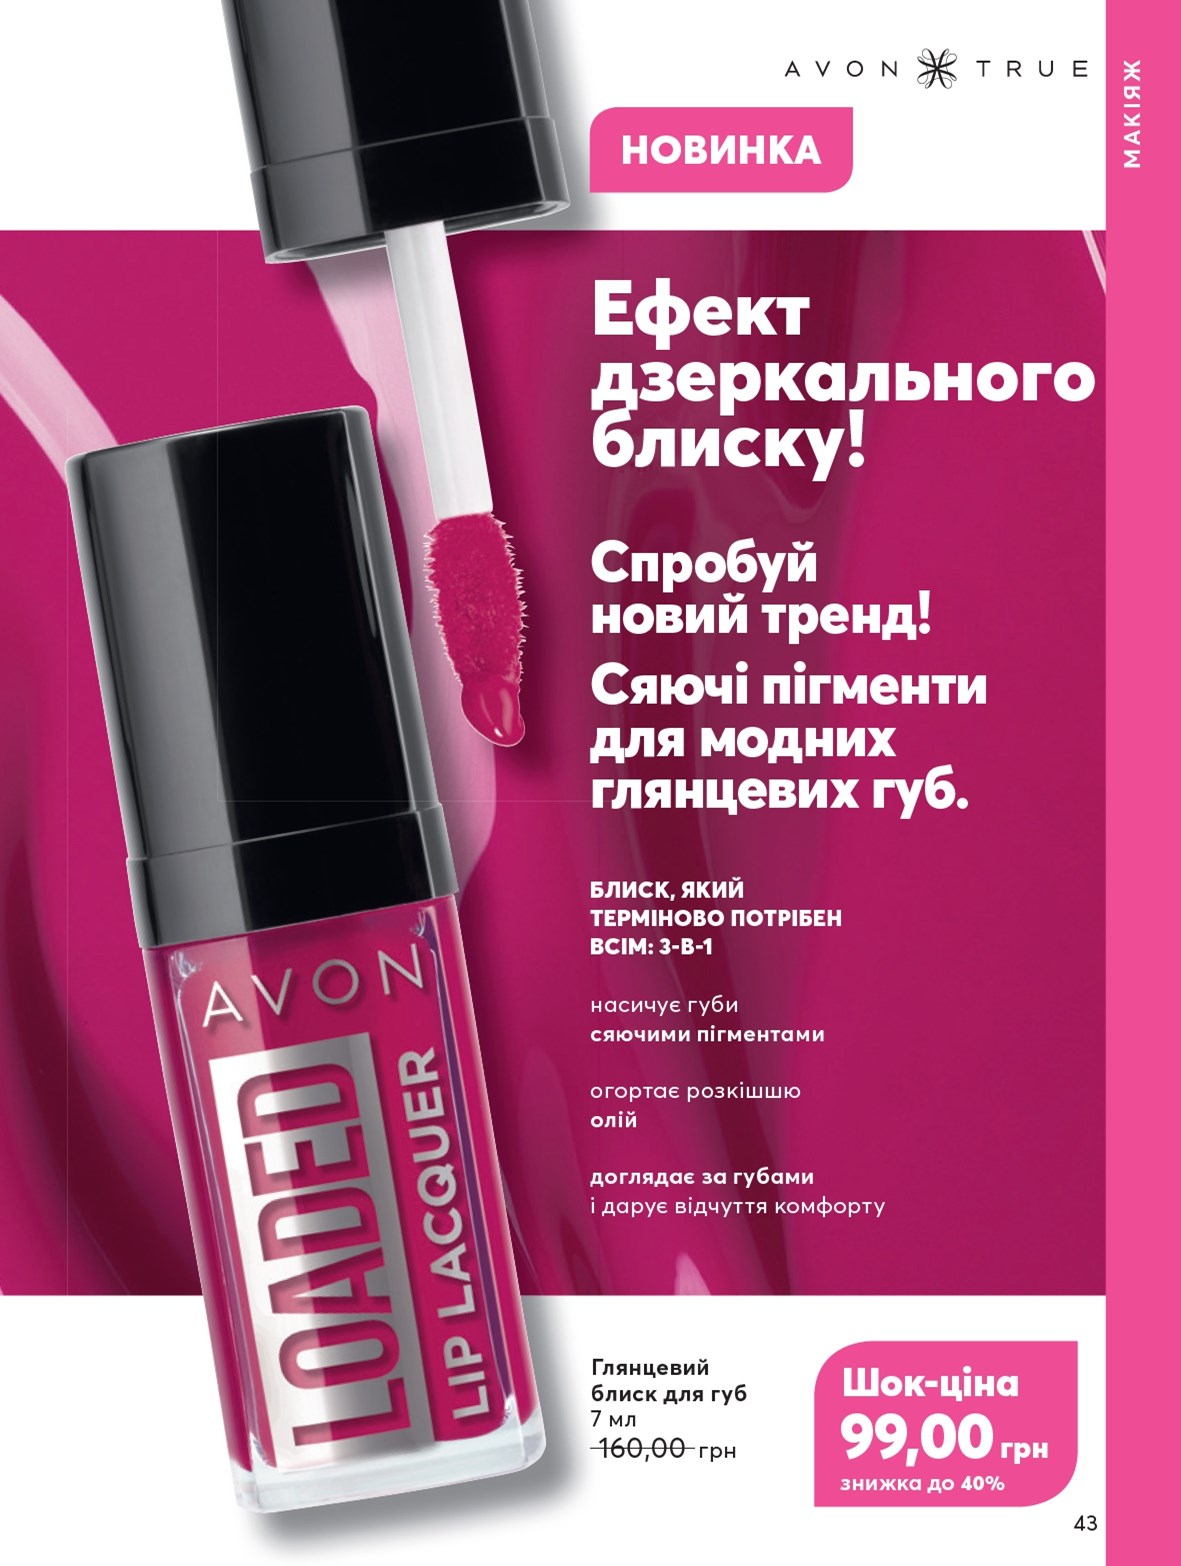 AVON TRUE
МАКІЯЖ
НОВИНКА
Ефект
дзеркального
блиску!
Спробуй
новий тренд!
Сяючі пігменти
для модних
глянцевих губ.
БЛИСК, ЯКИЙ
ТЕРМІНОВО ПОТРІБЕН
ВСІМ: 3-В-1
насичує губи
сяючими пігментами
огортає розкішшю
олій
доглядає за губами
і дарує відчуття комфорту
AVON
LOADED
LIP LACQUER
Глянцевий
блиск для губ
7 мл
160,00 грн
Шок-ціна
99,00 грн
знижка до 40%
43